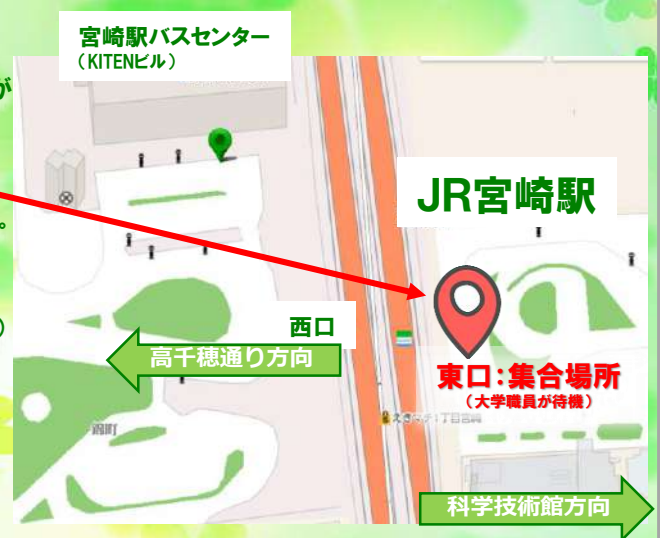 宮崎駅バスセンター
（KITENビル）
が
。
）
JR宮崎駅
西口
高千穂通り方向
東口：集合場所
（大学職員が待機）
科学技術館方向